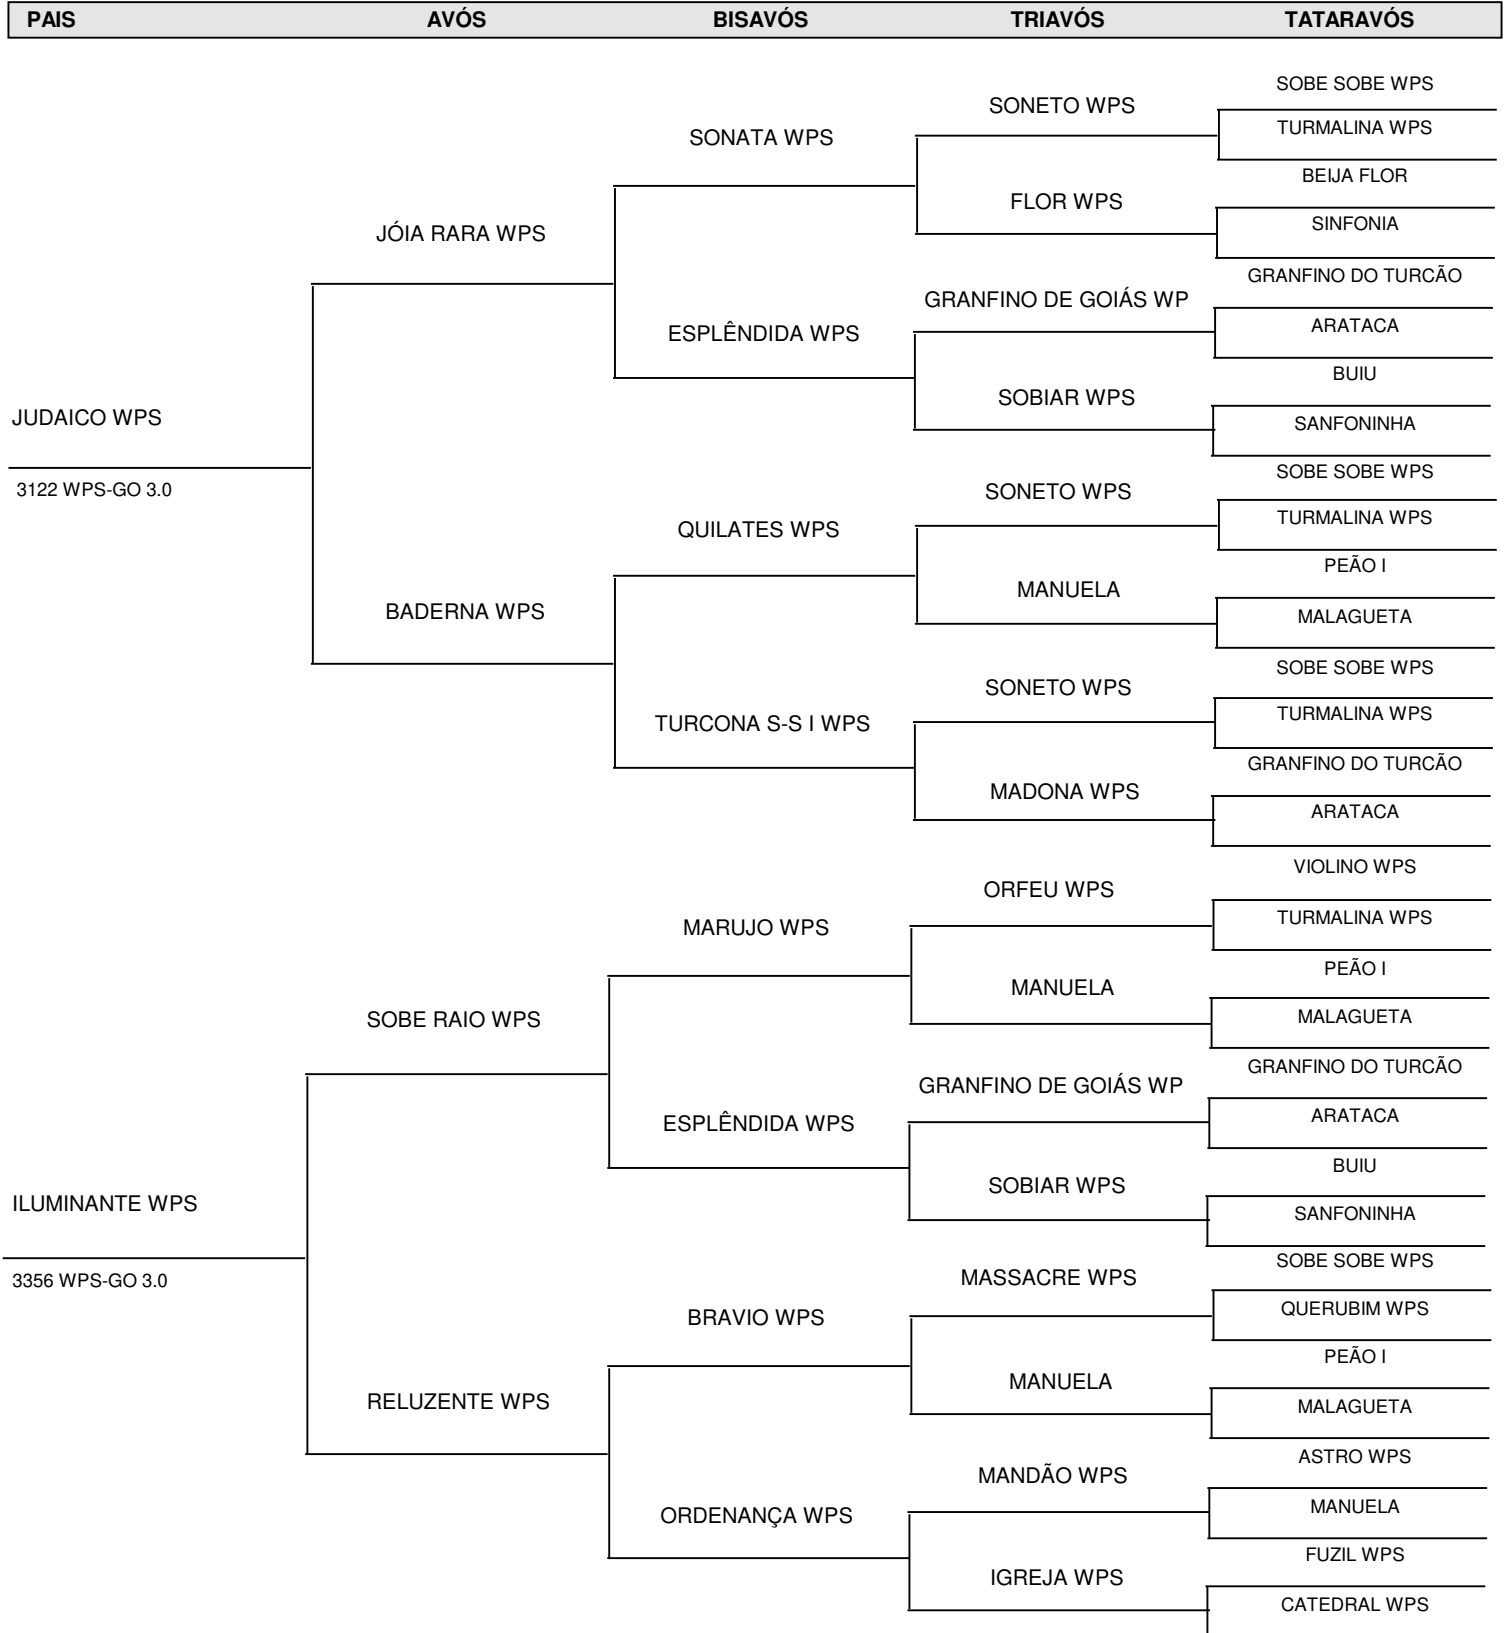 PAIS AVÓS BISAVÓS TRIAVÓS TATARAVÓS
SOBE SOBE WPS
SONETO WPS
TURMALINA WPS
SONATA WPS
BEIJA FLOR
FLOR WPS
SINFONIA
JÓIA RARA WPS
GRANFINO DO TURCÃO
GRANFINO DE GOIÁS WP
ARATACA
ESPLÊNDIDA WPS
BUIU
SOBIAR WPS
SANFONINHA
JUDAICO WPS
3122 WPS-GO 3.0
SOBE SOBE WPS
SONETO WPS
TURMALINA WPS
QUILATES WPS
PEÃO I
MANUELA
MALAGUETA
BADERNA WPS
SOBE SOBE WPS
SONETO WPS
TURMALINA WPS
TURCONA S-S I WPS
GRANFINO DO TURCÃO
MADONA WPS
ARATACA
VIOLINO WPS
ORFEU WPS
TURMALINA WPS
MARUJO WPS
PEÃO I
MANUELA
MALAGUETA
SOBE RAIO WPS
GRANFINO DO TURCÃO
GRANFINO DE GOIÁS WP
ARATACA
ESPLÊNDIDA WPS
BUIU
SOBIAR WPS
SANFONINHA
ILUMINANTE WPS
3356 WPS-GO 3.0
SOBE SOBE WPS
MASSACRE WPS
QUERUBIM WPS
BRAVIO WPS
PEÃO I
MANUELA
MALAGUETA
RELUZENTE WPS
ASTRO WPS
MANDÃO WPS
MANUELA
ORDENANÇA WPS
FUZIL WPS
IGREJA WPS
CATEDRAL WPS